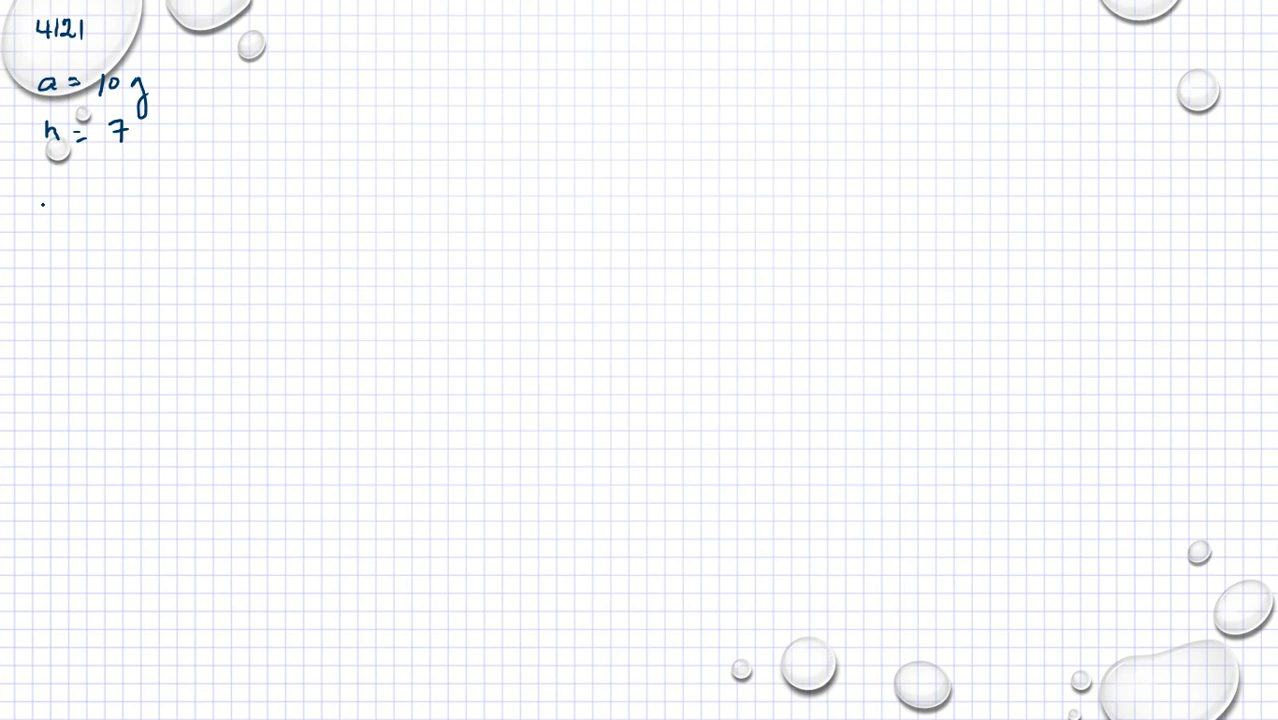 4121
a = 10 g
h = 7
.